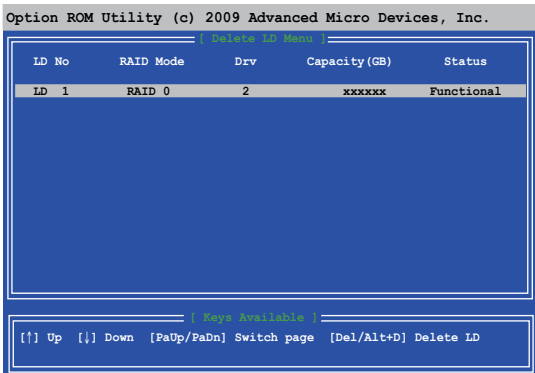 Option ROM Utility (c) 2009 Advanced Micro Devices, Inc.
[ Delete LD Menu ]
LD No RAID Mode Drv Capacity(GB) Status
LD 1 RAID 0 2 xxxxxx Functional
[ Keys Available ]
[↑] Up [↓] Down [PaUp/PaDn] Switch page [Del/Alt+D] Delete LD